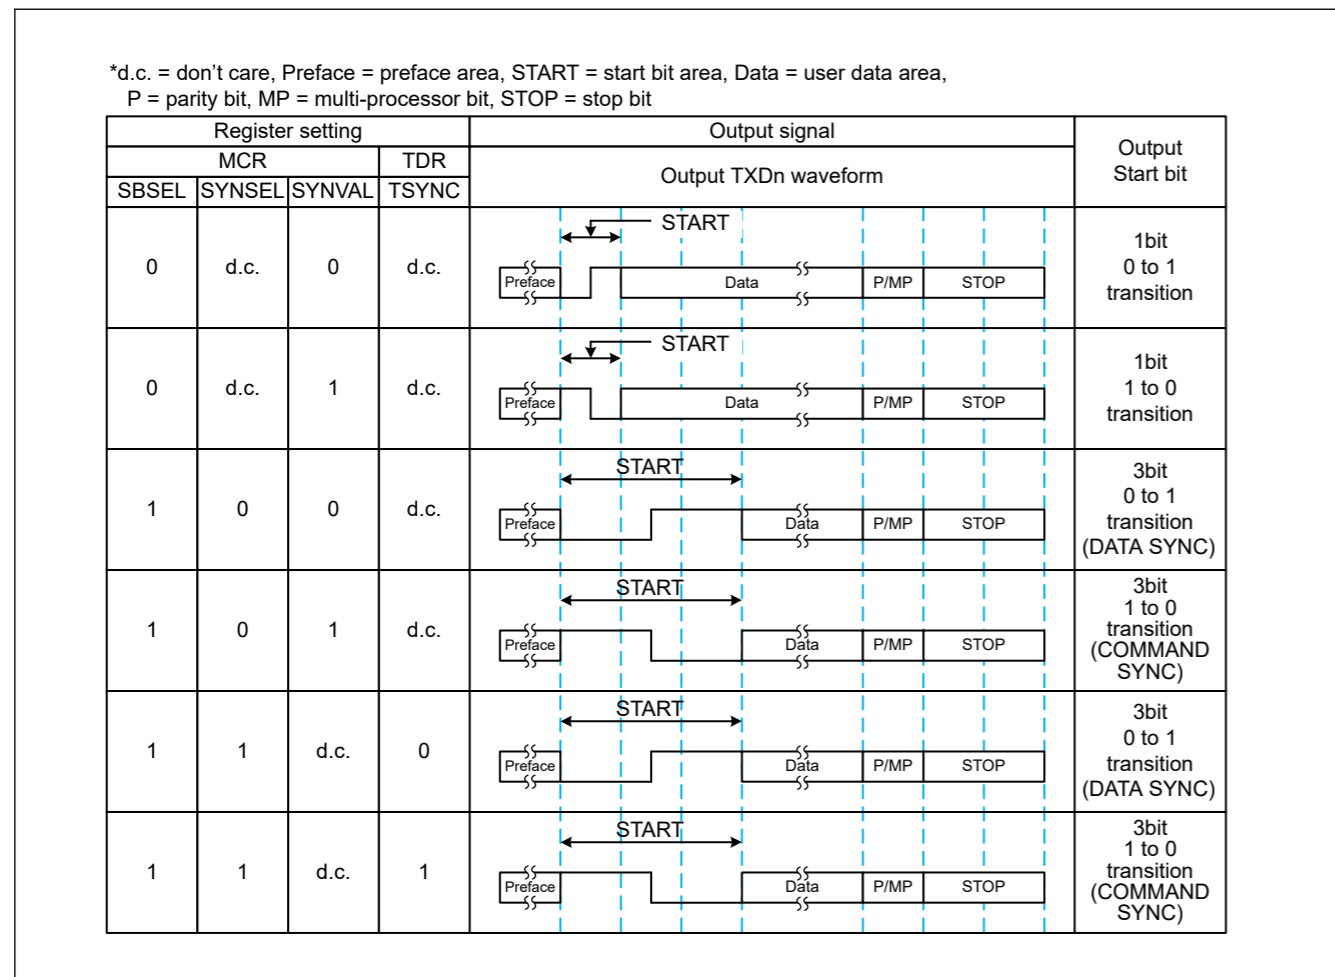 *d.c. = don't care, Preface = preface area, START = start bit area, Data = user data area,
P = parity bit, MP = multi-processor bit, STOP = stop bit
Register setting
Output signal
Output
Start bit
MCR
TDR
Output TXDn waveform
SBSEL
SYNSEL
SYNVAL
TSYNC
0
d.c.
0
d.c.
START
Preface
Data
P/MP
STOP
1bit
0 to 1
transition
0
d.c.
1
d.c.
START
Preface
Data
P/MP
STOP
1bit
1 to 0
transition
1
0
0
d.c.
START
Preface
Data
P/MP
STOP
3bit
0 to 1
transition
(DATA SYNC)
1
0
1
d.c.
START
Preface
Data
P/MP
STOP
3bit
1 to 0
transition
(COMMAND
SYNC)
1
1
d.c.
0
START
Preface
Data
P/MP
STOP
3bit
0 to 1
transition
(DATA SYNC)
1
1
d.c.
1
START
Preface
Data
P/MP
STOP
3bit
1 to 0
transition
(COMMAND
SYNC)